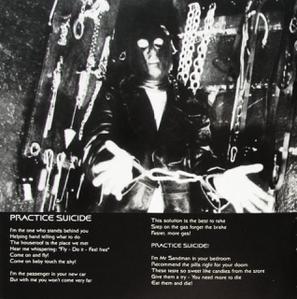 PRACTICE SUICIDE
I'm the one who stands behind you
Helping hand telling what to do
The houseroof is the place we met
Hear me whispering: "Fly - Do it - Feel free"
Come on and fly!
Come on baby touch the sky!
I'm the passenger in your new car
But with me you won't come very far
This solution is the best to take
Step on the gas forget the brake
Faster, more gas!
PRACTICE SUICIDE!
I'm Mr Sandman in your bedroom
Recommend the pills right for your doom
These taste so sweet like candies from the store
Give them a try - You need more to die
Eat them and die!